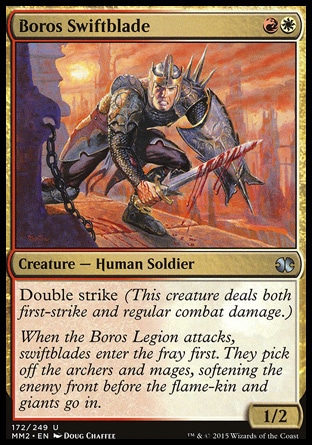 Boros Swiftblade
Creature — Human Soldier
Double strike (This creature deals both
first-strike and regular combat damage.)
When the Boros Legion attacks,
swiftblades enter the fray first. They pick
off the archers and mages, softening the
enemy front before the flame-kin and
giants go in.
1/2
172/249 U
MM2 • EN Doug Chaffee
™ & © 2015 Wizards of the Coast